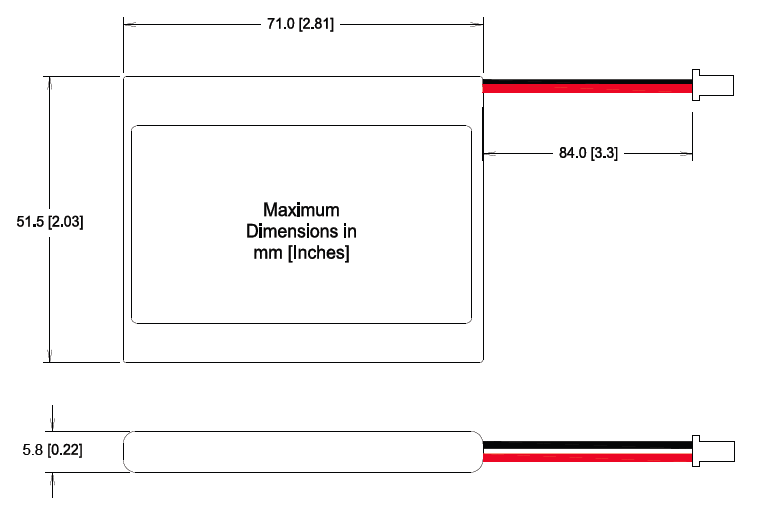 71.0 [2.81]
84.0 [3.3]
51.5 [2.03]
Maximum
Dimensions in
mm [Inches]
5.8 [0.22]